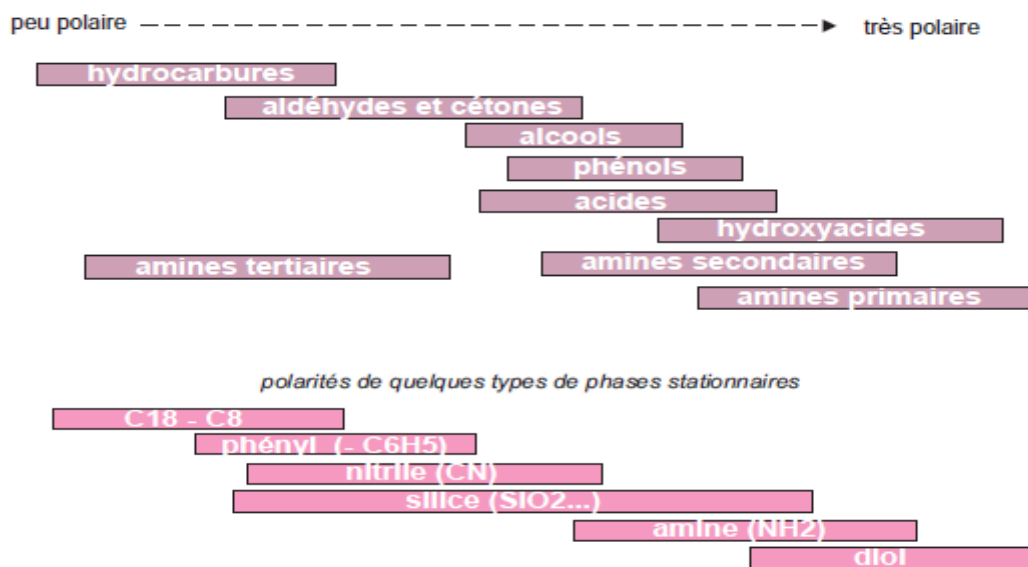 peu polaire très polaire
hydrocarbures
aldéhydes et cétones
alcools
phénols
acides
hydroxyacides
amines tertiaires amines secondaires
amines primaires
polarités de quelques types de phases stationnaires
C18 - C8
phényl (- C6H5)
nitrile (CN)
silice (SiO2...)
amine (NH2)
diol